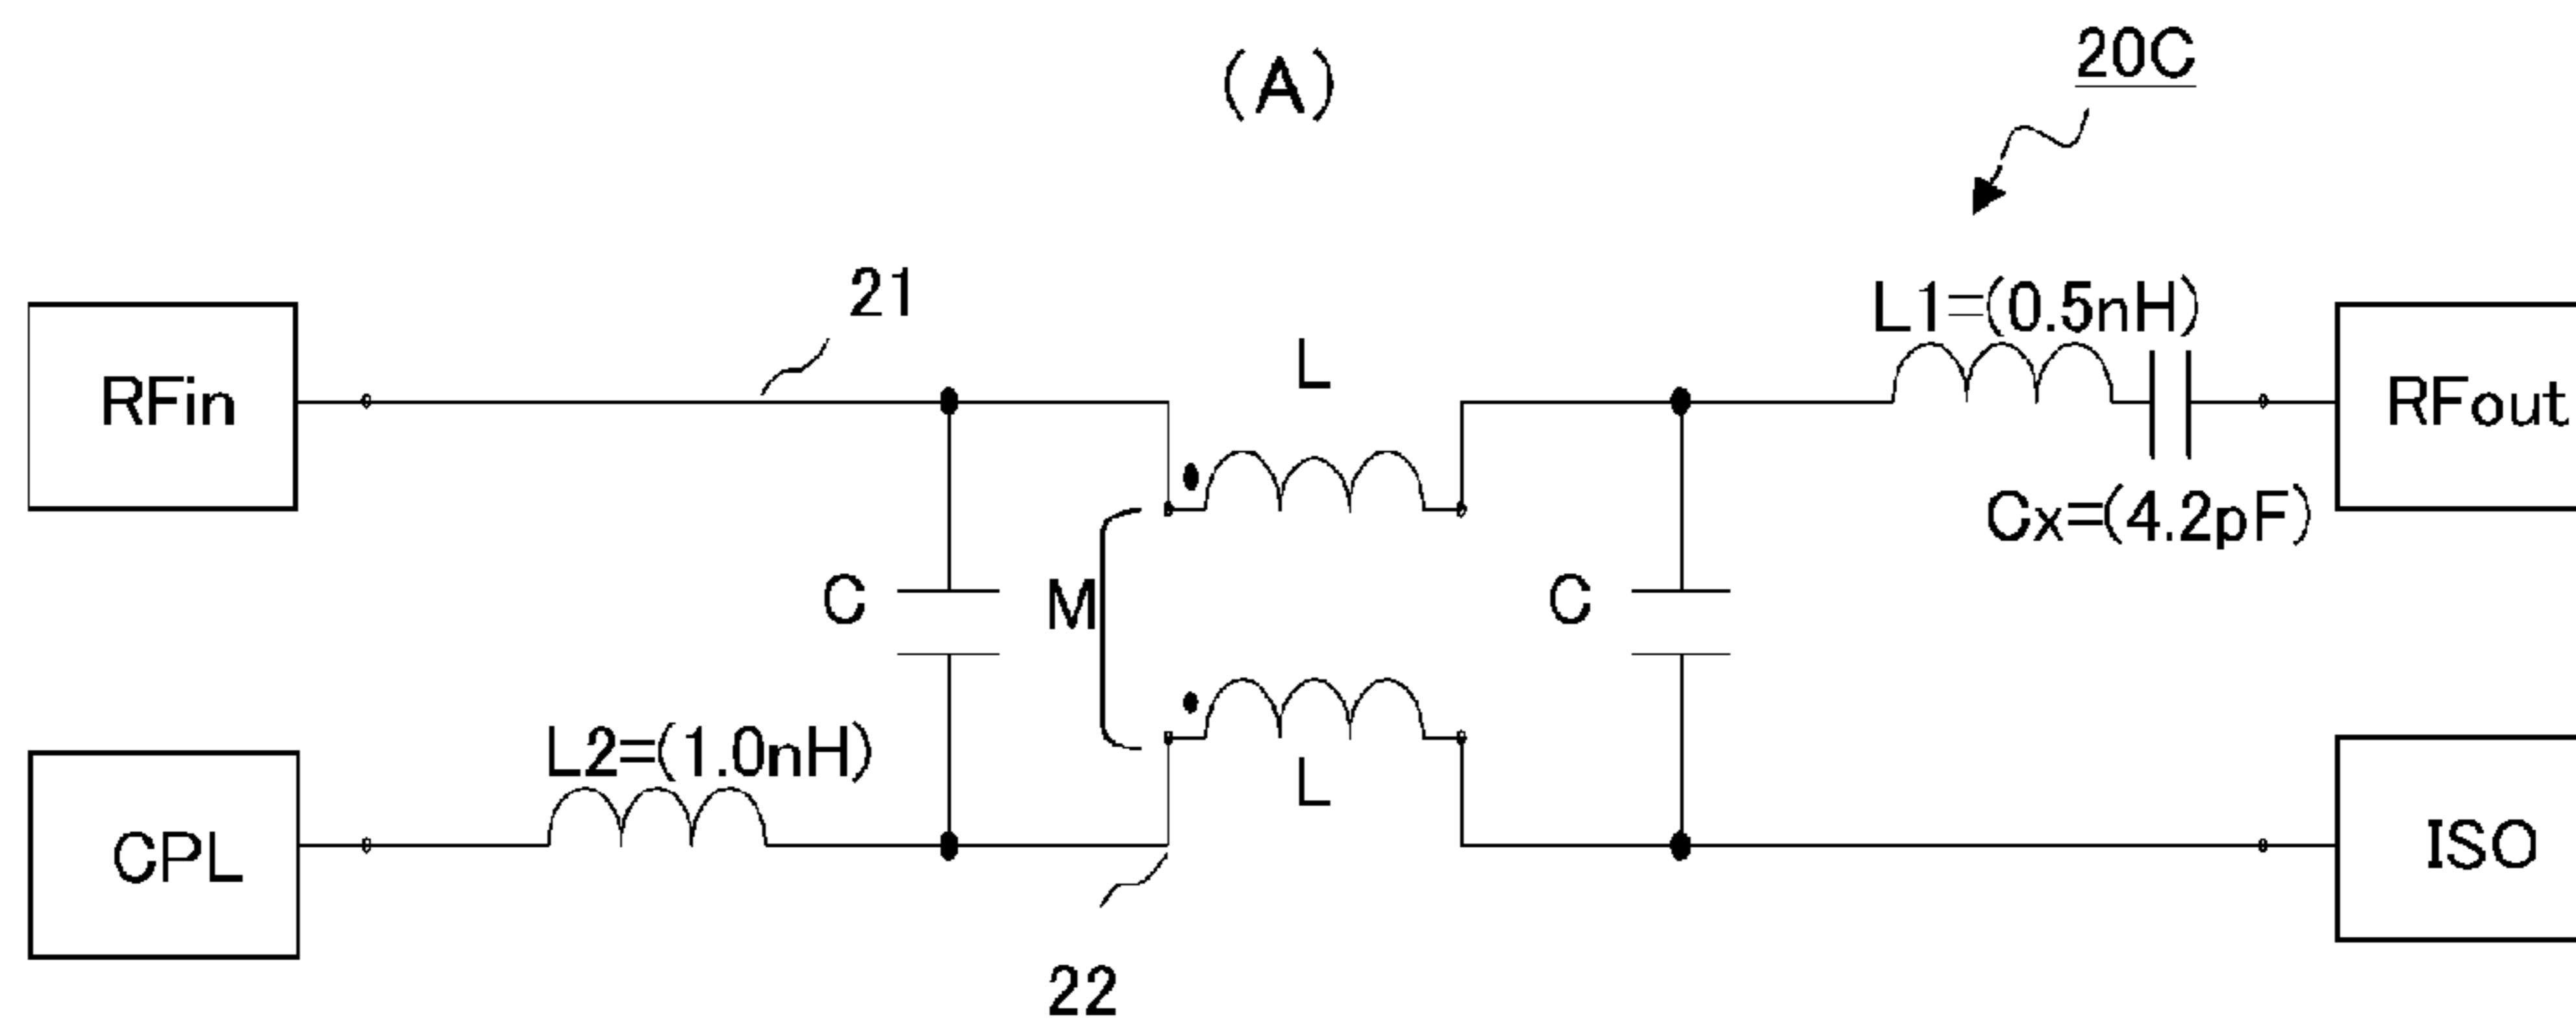 (A)
20C
21
L1=(0.5nH)
RFin
L
RFout
Cx=(4.2pF)
C
M
C
L2=(1.0nH)
L
CPL
ISO
22